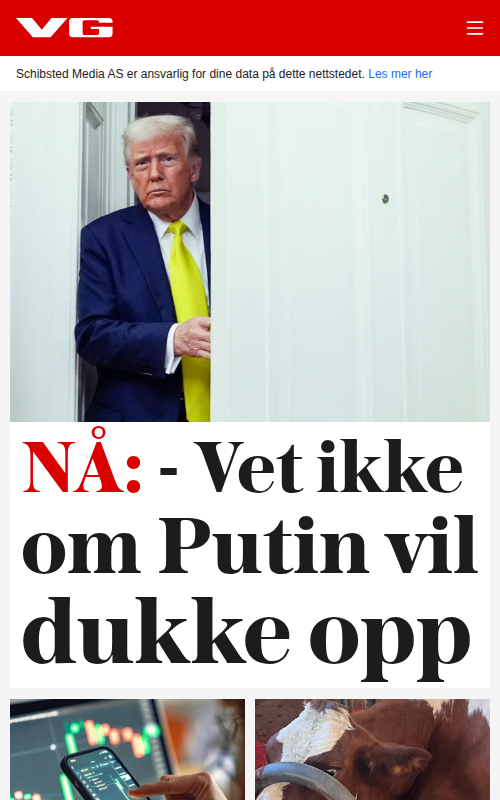 VG
Schibsted Media AS er ansvarlig for dine data på dette nettstedet. Les mer her
NÅ: - Vet ikke
om Putin vil
dukke opp